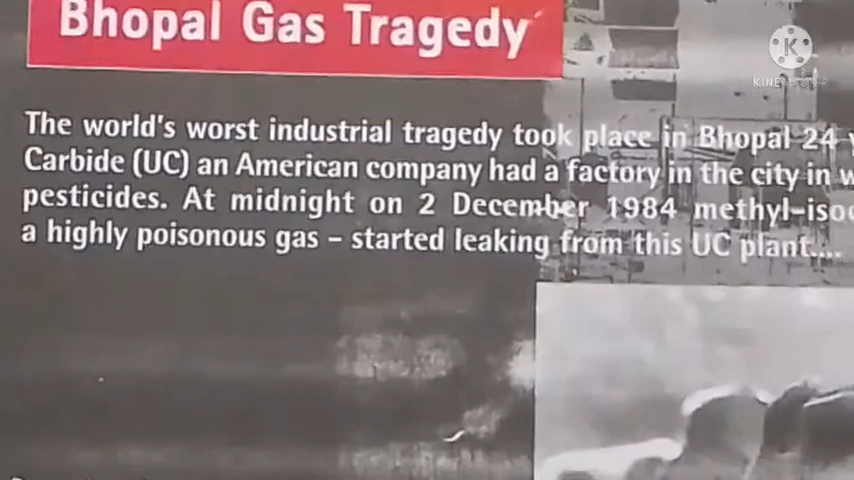 Bhopal Gas Tragedy
The world's worst industrial tragedy took place in Bhopal 24
Carbide (UC) an American company had a factory in the city in
pesticides. At midnight on 2 December 1984
a highly poisonous gas – started leaking from this UC plant....
K